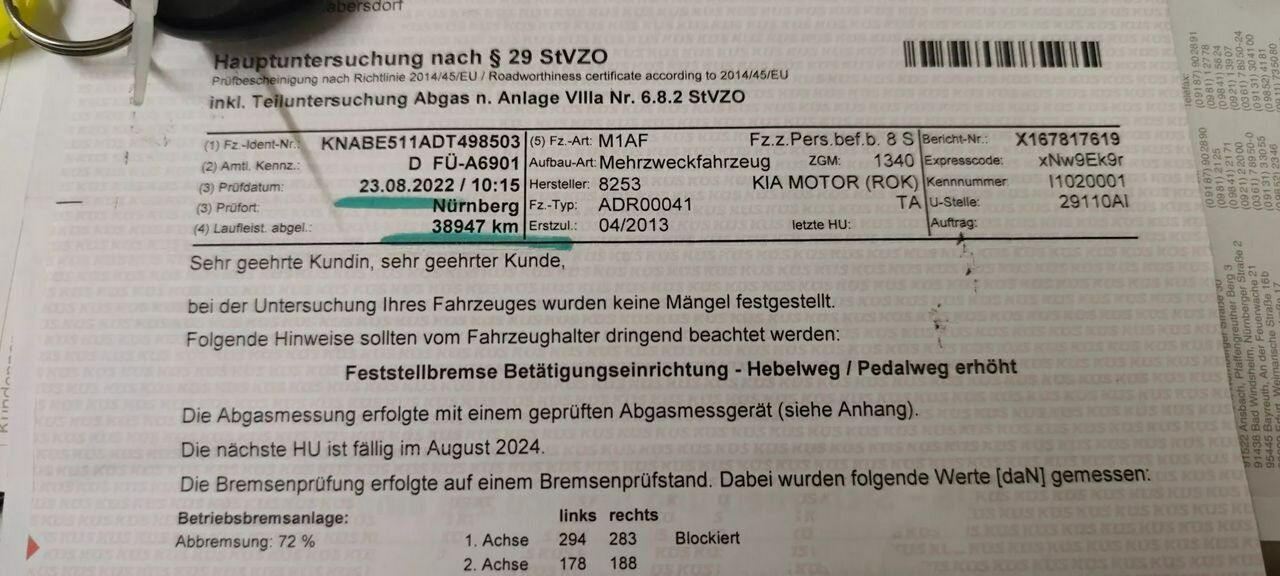 abersdorf
Hauptuntersuchung nach § 29 StVZO
Prüfbescheinigung nach Richtlinie 2014/45/EU / Roadworthiness certificate according to 2014/45/EU
inkl. Teiluntersuchung Abgas n. Anlage VIIIa Nr. 6.8.2 StVZO
(1) Fz.-Ident-Nr.: KNABE511ADT498503 (5) Fz.-Art: M1AF Fz.z.Pers.bef.b. 8 S Bericht-Nr.: X167817619
(2) Amtl. Kennz.: D FÜ-A6901 Aufbau-Art: Mehrzweckfahrzeug ZGM: 1340 Expresscode: xNw9Ek9r
(3) Prüfdatum: 23.08.2022 / 10:15 Hersteller: 8253 KIA MOTOR (ROK) Kennnummer I1020001
(3) Prüfort: Nürnberg Fz.-Typ: ADR00041 TA U-Stelle: 29110AI
(4) Laufleist. abgel.: 38947 km Erstzul.: 04/2013 letzte HU: Auftrag:
Sehr geehrte Kundin, sehr geehrter Kunde,
bei der Untersuchung Ihres Fahrzeuges wurden keine Mängel festgestellt.
Folgende Hinweise sollten vom Fahrzeughalter dringend beachtet werden:
Feststellbremse Betätigungseinrichtung - Hebelweg / Pedalweg erhöht
Die Abgasmessung erfolgte mit einem geprüften Abgasmessgerät (siehe Anhang).
Die nächste HU ist fällig im August 2024.
Die Bremsenprüfung erfolgte auf einem Bremsenprüfstand. Dabei wurden folgende Werte [daN] gemessen:
Betriebsbremsanlage: links rechts
Abbremsung: 72 % 1. Achse 294 283 Blockiert
2. Achse 178 188